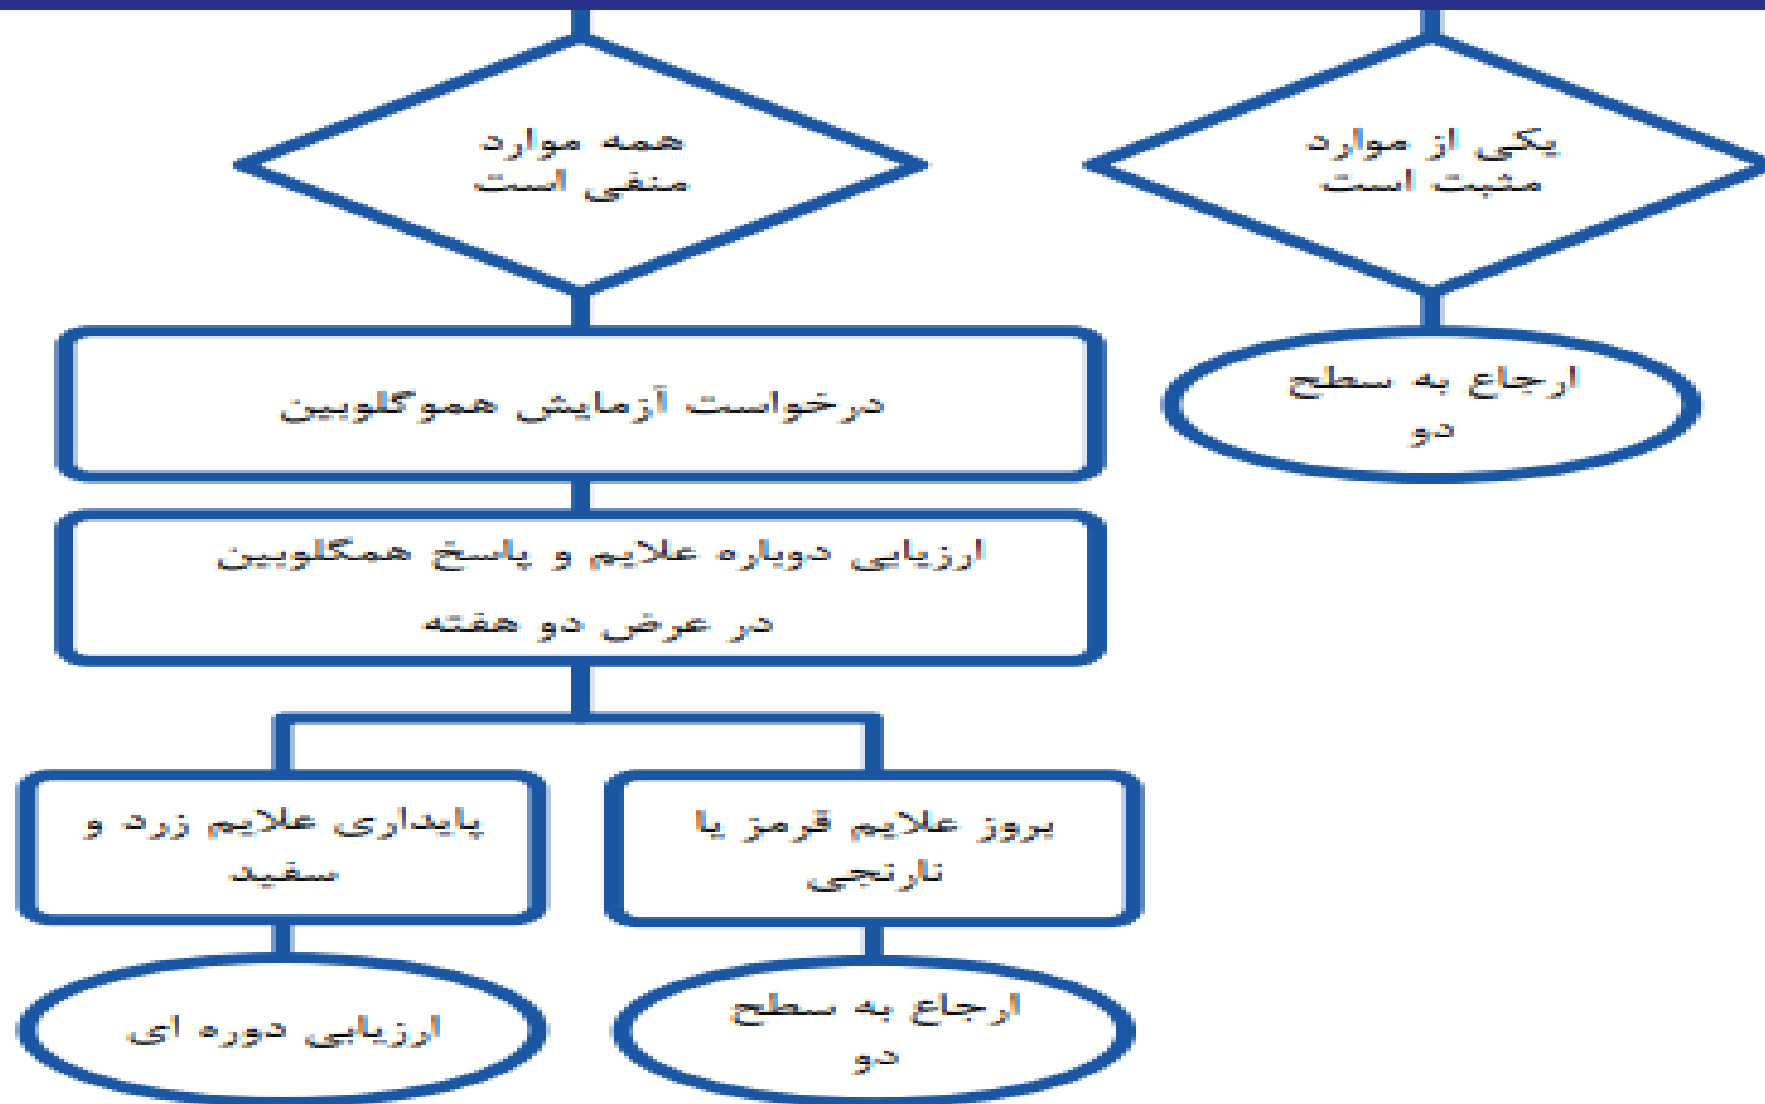 یکی از موارد
مثبت است
همه موارد
منفی است
ارجاع به سطح
دو
درخواست آزمایش هموگلوبین
ارزیابی دوباره علایم و پاسخ همگلوبین
در عرض دو هفته
بروز علایم قرمز یا
نارنجی
پایداری علایم زرد و
سفید
ارجاع به سطح
دو
ارزیابی دوره ای